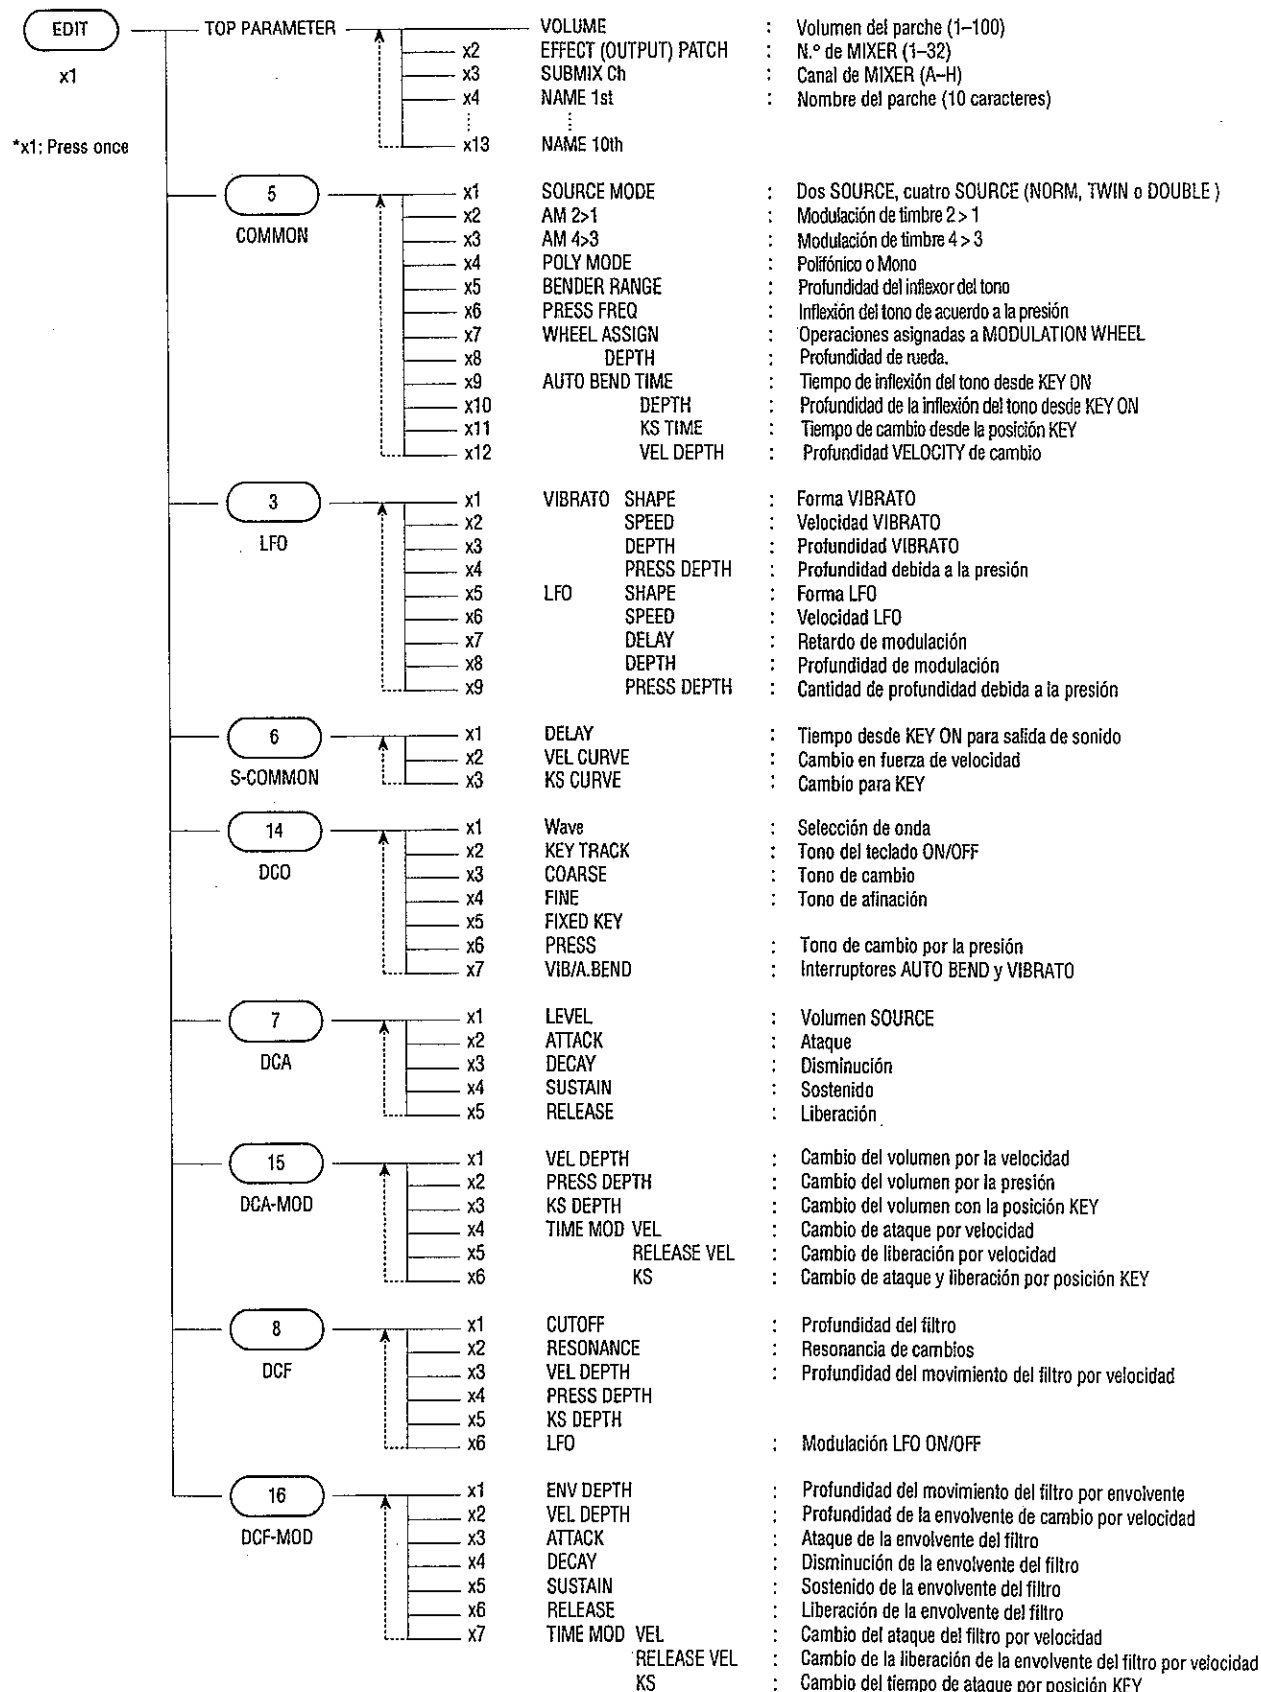 EDIT TOP PARAMETER VOLUME : Volumen del parche (1–100)
x1 x2 EFFECT (OUTPUT) PATCH : N.º de MIXER (1–32)
x3 SUBMIX Ch : Canal de MIXER (A–H)
x4 NAME 1st : Nombre del parche (10 caracteres)
*x1: Press once x13 NAME 10th
5 x1 SOURCE MODE : Dos SOURCE, cuatro SOURCE (NORM, TWIN o DOUBLE )
COMMON x2 AM 2>1 : Modulación de timbre 2 > 1
x3 AM 4>3 : Modulación de timbre 4 > 3
x4 POLY MODE : Polifónico o Mono
x5 BENDER RANGE : Profundidad del inflexor del tono
x6 PRESS FREQ : Inflexión del tono de acuerdo a la presión
x7 WHEEL ASSIGN : Operaciones asignadas a MODULATION WHEEL
x8 DEPTH : Profundidad de rueda.
x9 AUTO BEND TIME : Tiempo de inflexión del tono desde KEY ON
x10 DEPTH : Profundidad de la inflexión del tono desde KEY ON
x11 KS TIME : Tiempo de cambio desde la posición KEY
x12 VEL DEPTH : Profundidad VELOCITY de cambio
3 x1 VIBRATO SHAPE : Forma VIBRATO
x2 SPEED : Velocidad VIBRATO
LFO x3 DEPTH : Profundidad VIBRATO
x4 PRESS DEPTH : Profundidad debida a la presión
x5 LFO SHAPE : Forma LFO
x6 SPEED : Velocidad LFO
x7 DELAY : Retardo de modulación
x8 DEPTH : Profundidad de modulación
x9 PRESS DEPTH : Cantidad de profundidad debida a la presión
6 x1 DELAY : Tiempo desde KEY ON para salida de sonido
x2 VEL CURVE : Cambio en fuerza de velocidad
S-COMMON x3 KS CURVE : Cambio para KEY
14 x1 Wave : Selección de onda
x2 KEY TRACK : Tono del teclado ON/OFF
DCO x3 COARSE : Tono de cambio
x4 FINE : Tono de afinación
x5 FIXED KEY
x6 PRESS : Tono de cambio por la presión
x7 VIB/A.BEND : Interruptores AUTO BEND y VIBRATO
7 x1 LEVEL : Volumen SOURCE
x2 ATTACK : Ataque
DCA x3 DECAY : Disminución
x4 SUSTAIN : Sostenido
x5 RELEASE : Liberación
15 x1 VEL DEPTH : Cambio del volumen por la velocidad
x2 PRESS DEPTH : Cambio del volumen por la presión
DCA-MOD x3 KS DEPTH : Cambio del volumen con la posición KEY
x4 TIME MOD VEL : Cambio de ataque por velocidad
x5 RELEASE VEL : Cambio de liberación por velocidad
x6 KS : Cambio de ataque y liberación por posición KEY
8 x1 CUTOFF : Profundidad del filtro
x2 RESONANCE : Resonancia de cambios
DCF x3 VEL DEPTH : Profundidad del movimiento del filtro por velocidad
x4 PRESS DEPTH
x5 KS DEPTH
x6 LFO : Modulación LFO ON/OFF
16 x1 ENV DEPTH : Profundidad del movimiento del filtro por envolvente
x2 VEL DEPTH : Profundidad de la envolvente de cambio por velocidad
DCF-MOD x3 ATTACK : Ataque de la envolvente del filtro
x4 DECAY : Disminución de la envolvente del filtro
x5 SUSTAIN : Sostenido de la envolvente del filtro
x6 RELEASE : Liberación de la envolvente del filtro
x7 TIME MOD VEL : Cambio del ataque del filtro por velocidad
RELEASE VEL : Cambio de la liberación de la envolvente del filtro por velocidad
KS : Cambio del tiempo de ataque por posición KEY